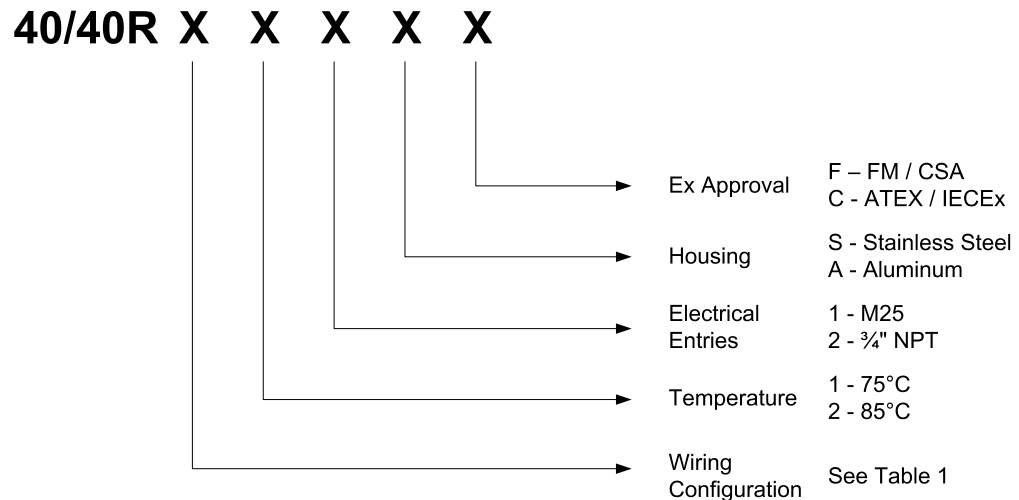 40/40R X X X X X
Ex Approval
F – FM / CSA
C - ATEX / IECEx
Housing
S - Stainless Steel
A - Aluminum
Electrical
Entries
1 - M25
2 - ¾" NPT
Temperature
1 - 75°C
2 - 85°C
Wiring
Configuration
See Table 1